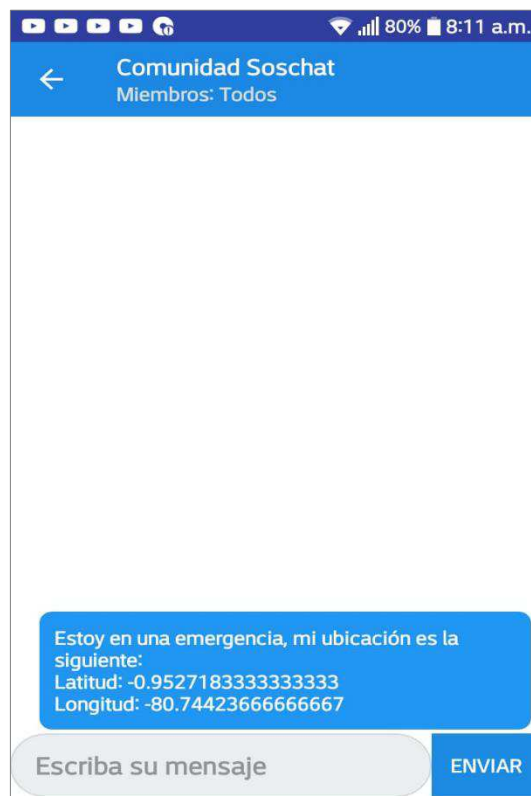 80% 8:11 a.m.
Comunidad Soschat
Miembros: Todos
Estoy en una emergencia, mi ubicación es la
siguiente:
Latitud: -0.9527183333333333
Longitud: -80.74423666666667
Escriba su mensaje
ENVIAR